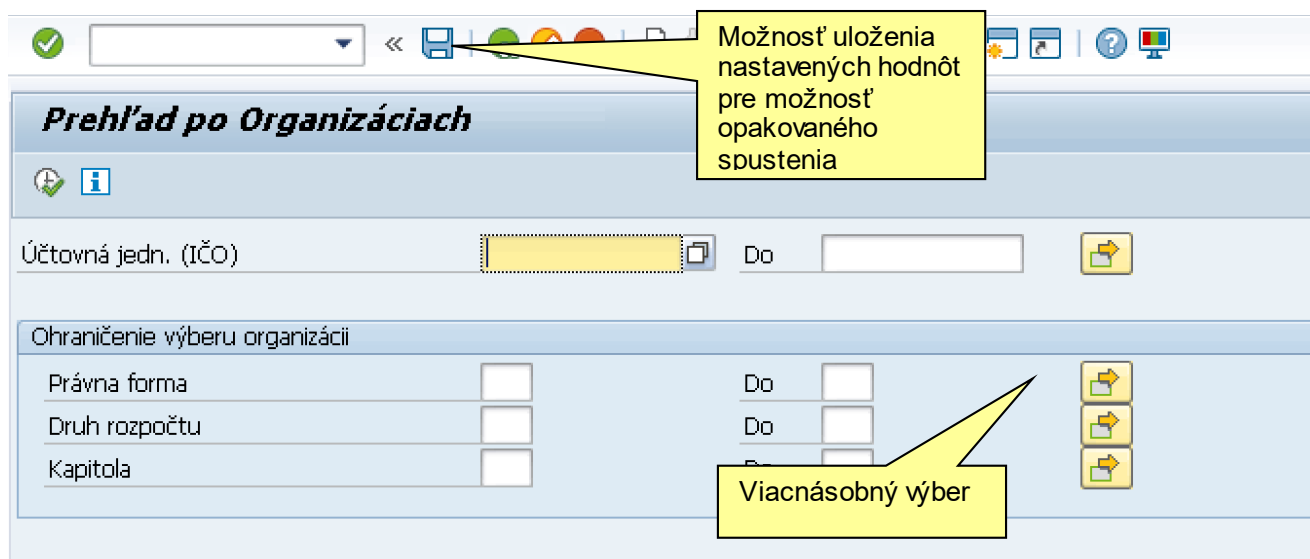 Možnosť uloženia
nastavených hodnôt
pre možnosť
opakovaného
spustenia
Prehľad po Organizáciach
Účtovná jedn. (IČO) Do
Ohraničenie výberu organizácii
Právna forma Do
Druh rozpočtu Do
Kapitola Do
Viacnásobný výber